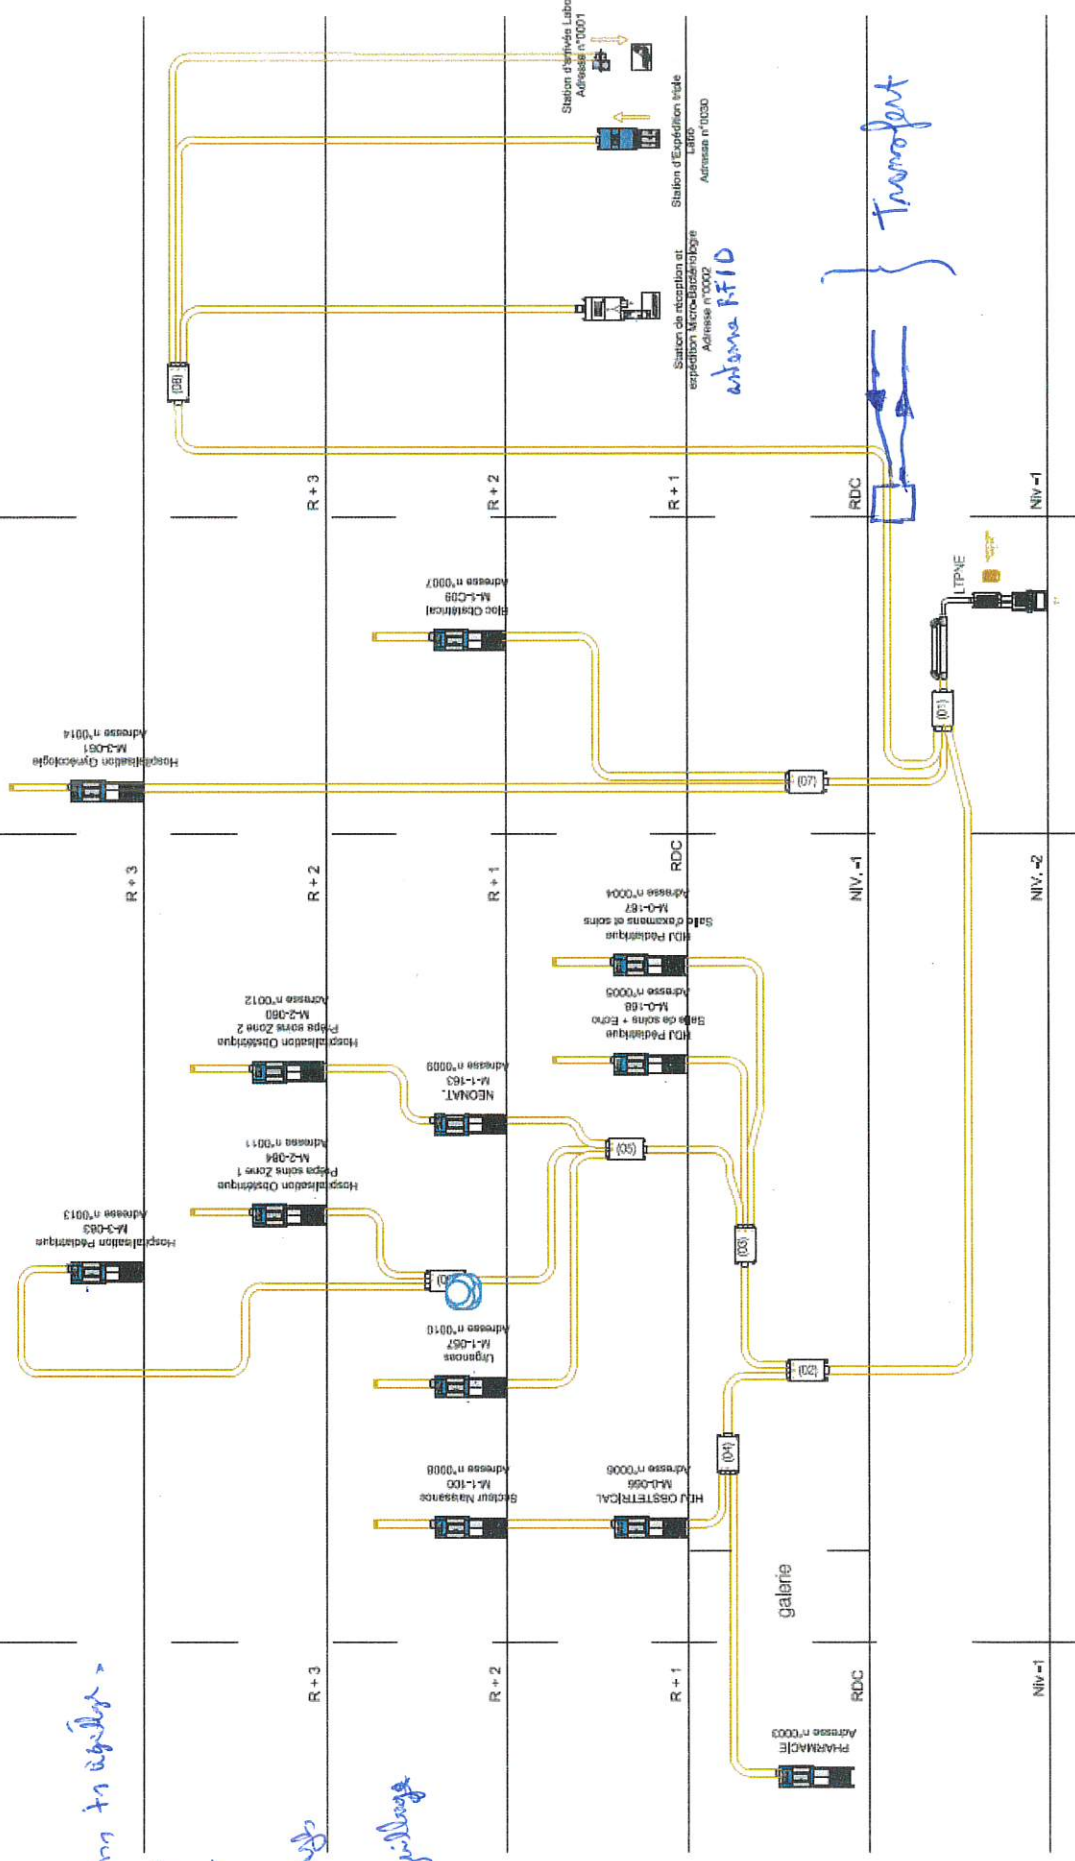 Station d'arrivée Labo
Adresse n°0001
Station d'Expédition triple
Labo
Adresse n°0030
Station de réception et
expédition Micro-Bactériologie
Adresse n°0002
antenne RFID
Transfert
(08)
R + 3
R + 2
R + 1
RDC
Niv -1
Bloc Obstétrical
M-1-C09
Adresse n°0007
LTPNE
(01)
(07)
Hospitalisation Gynécologie
M-3-061
Adresse n°0014
R + 3
R + 2
R + 1
RDC
NIV. -1
NIV. -2
HDJ Pédiatrique
Salle d'examens et soins
M-0-167
Adresse n°0004
HDJ Pédiatrique
Salle de soins + Echo
M-0-168
Adresse n°0005
Hospitalisation Obstétrique
Prépa soins Zone 2
M-2-060
Adresse n°0012
NEONAT.
M-1-163
Adresse n°0009
Hospitalisation Obstétrique
Prépa soins Zone 1
M-2-084
Adresse n°0011
Hospitalisation Pédiatrique
M-3-063
Adresse n°0013
(05)
(03)
Urgences
M-1-057
Adresse n°0010
(04)
Secteur Naissance
M-1-100
Adresse n°0008
HDJ OBSTETRICAL
M-0-066
Adresse n°0006
galerie
R + 3
R + 2
R + 1
RDC
Niv -1
PHARMACIE
Adresse n°0003